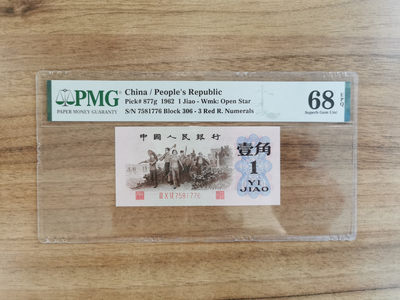 PMG
PAPER MONEY GUARANTY
China / People's Republic
Pick# 877g 1962 1 Jiao - Wmk: Open Star
S/N 7581776 Block 306 - 3 Red R. Numerals
68
EPQ
Superb Gem Unc
中国人民银行
壹角
1
YI
JIAO
7581776